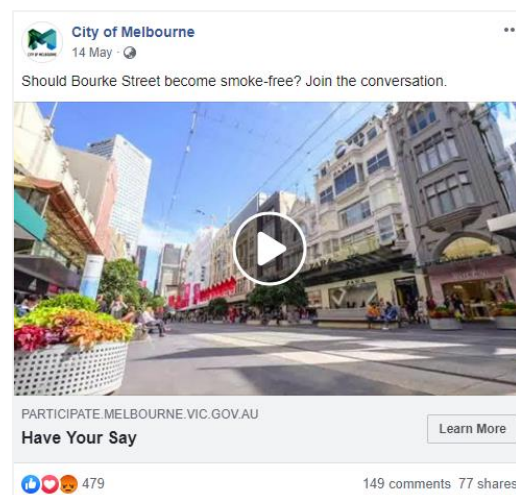 City of Melbourne
14 May ·
Should Bourke Street become smoke-free? Join the conversation.
PARTICIPATE.MELBOURNE.VIC.GOV.AU
Have Your Say
Learn More
479
149 comments 77 shares